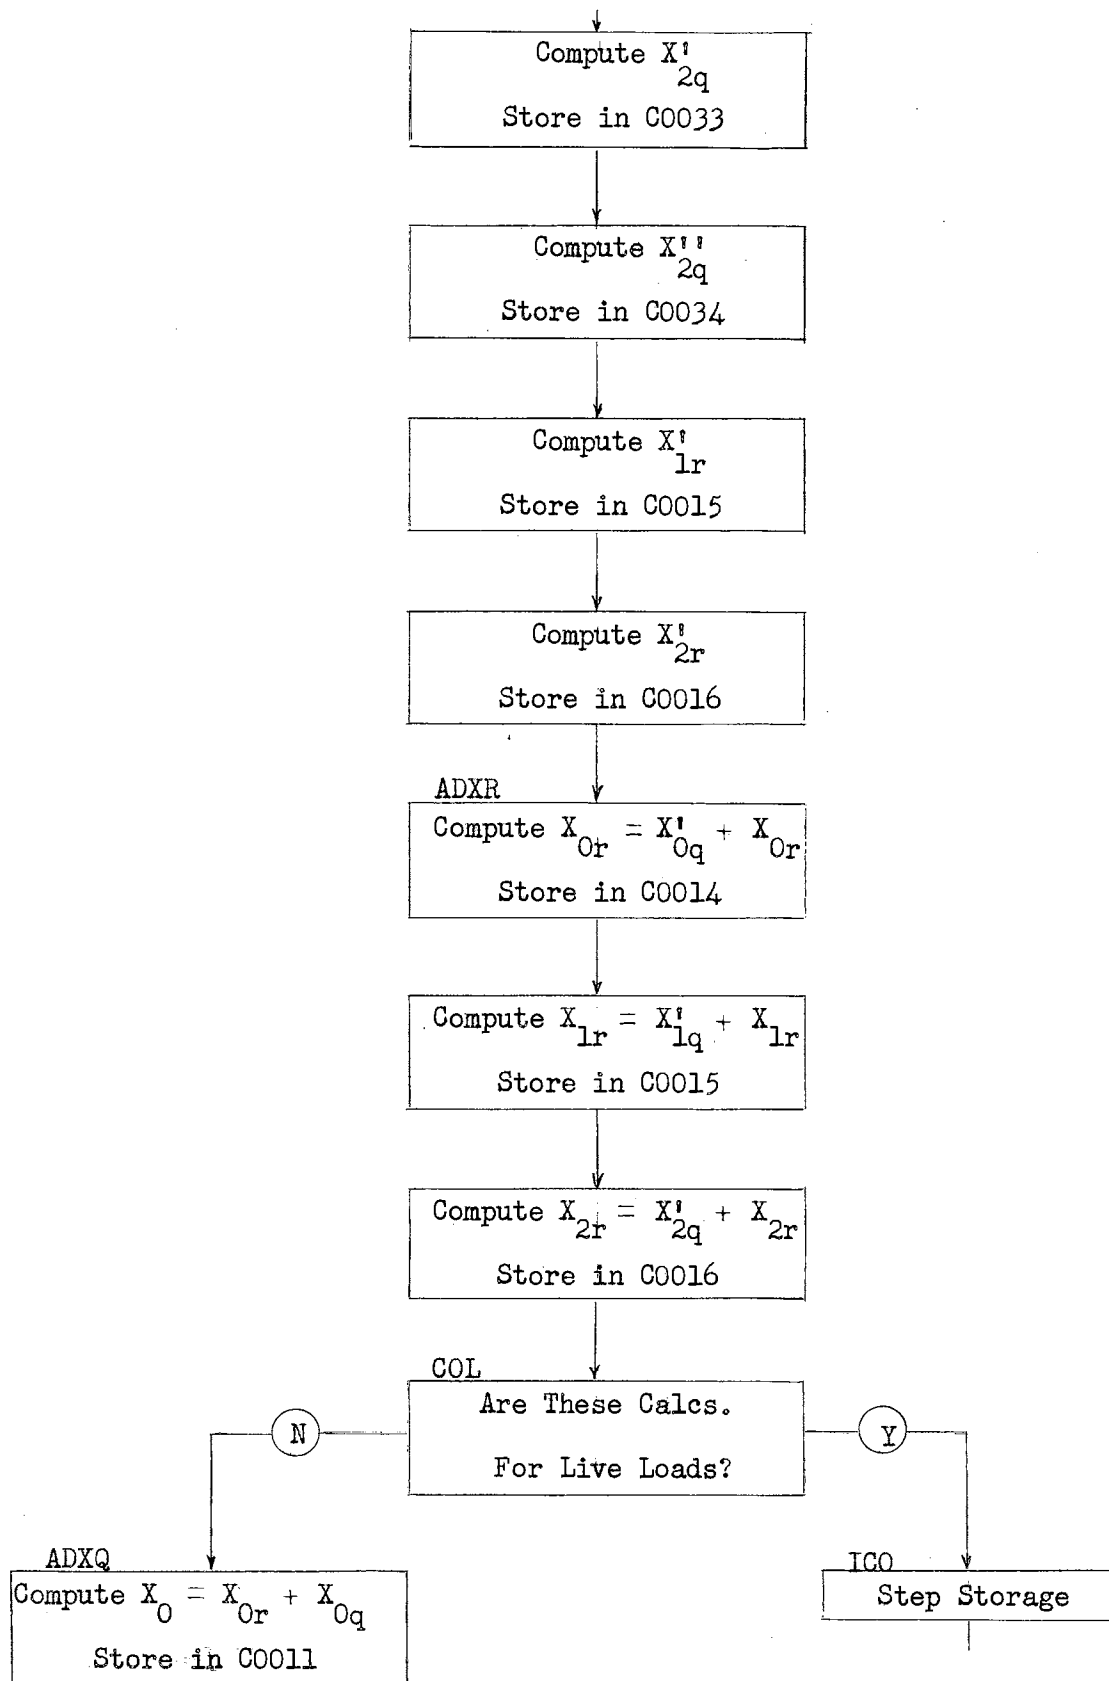 Compute X'2q
Store in C0033
Compute X''2q
Store in C0034
Compute X'1r
Store in C0015
Compute X'2r
Store in C0016
ADXR
Compute X0r = X'0q + X0r
Store in C0014
Compute X1r = X'1q + X1r
Store in C0015
Compute X2r = X'2q + X2r
Store in C0016
COL
Are These Calcs.
For Live Loads?
N
Y
ADXQ
Compute X0 = X0r + X0q
Store in C0011
ICO
Step Storage